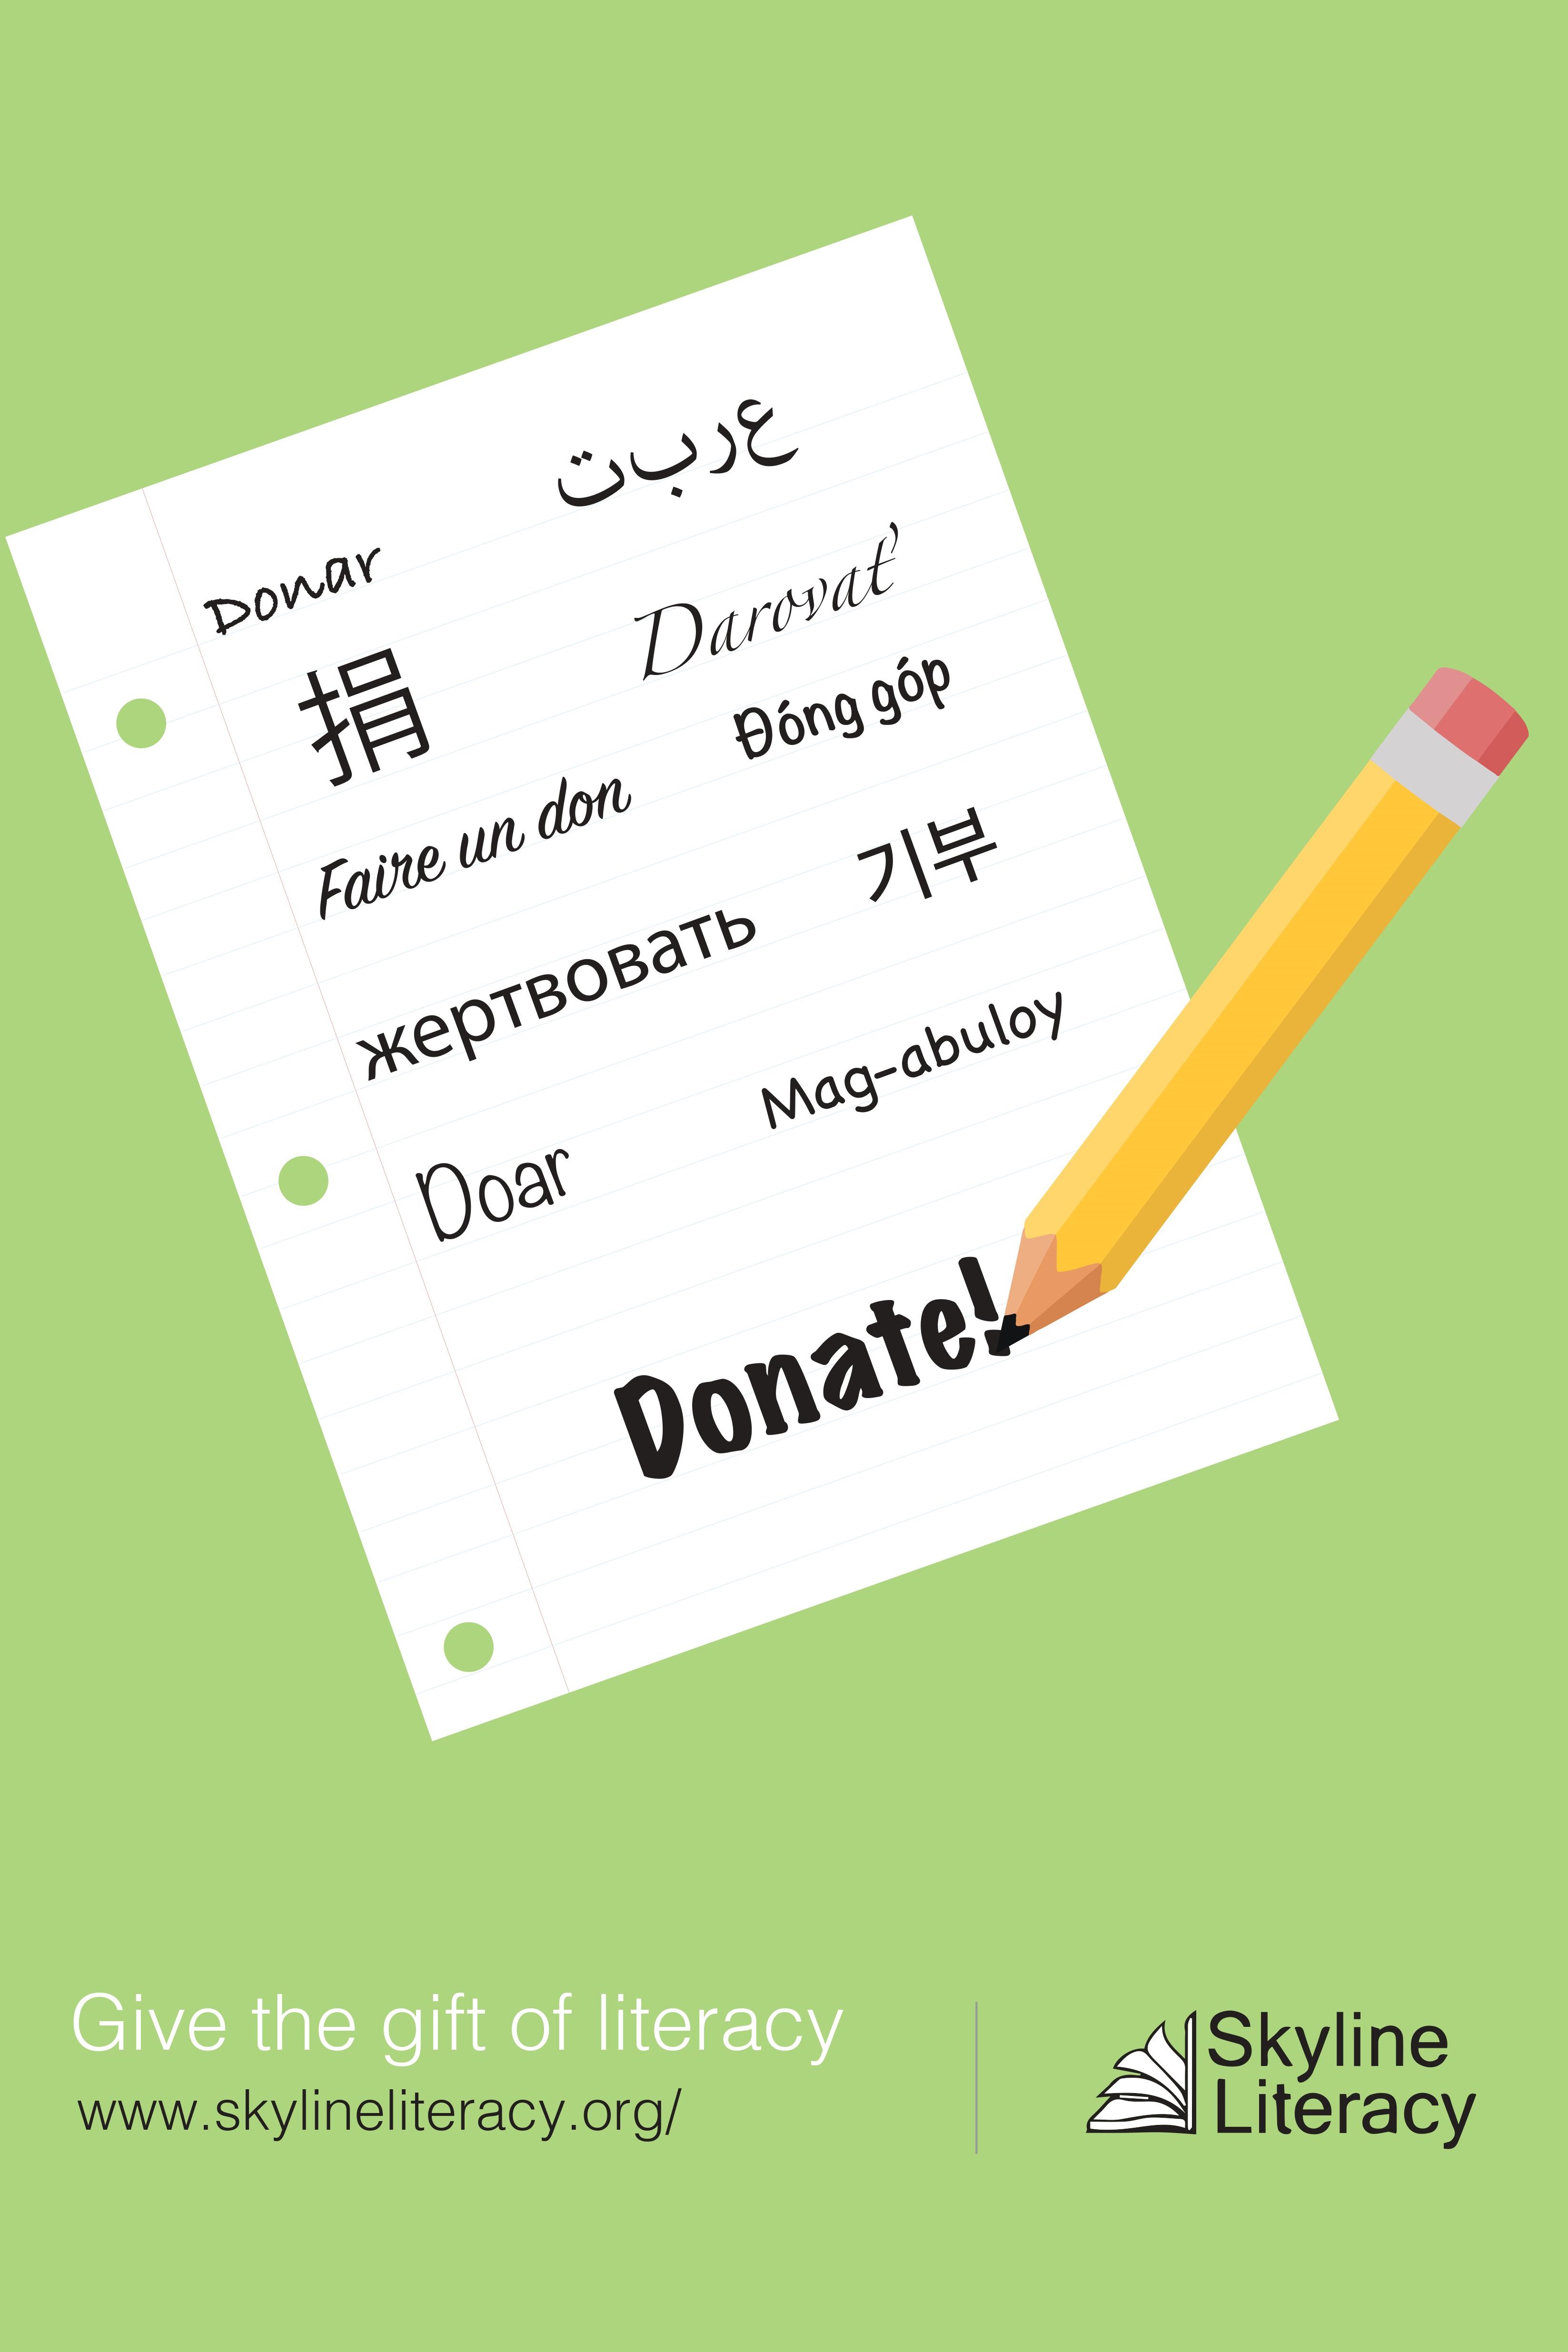 ع ر ب ت
Donar
Darovat'
捐
Đóng góp
Faire un don
기부
жертвовать
Mag-abuloy
Doar
Donate!
Give the gift of literacy
www.skylineliteracy.org/
Skyline
Literacy